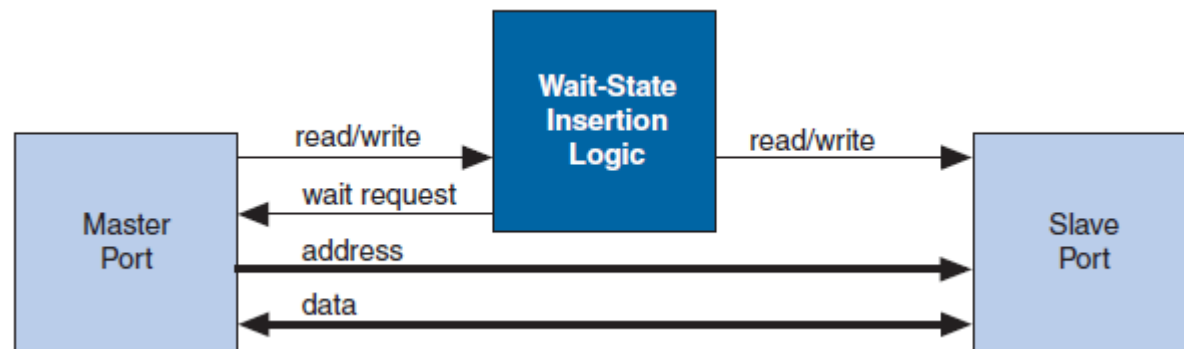 Wait-State
Insertion
Logic
read/write
read/write
wait request
Master
Port
address
data
Slave
Port